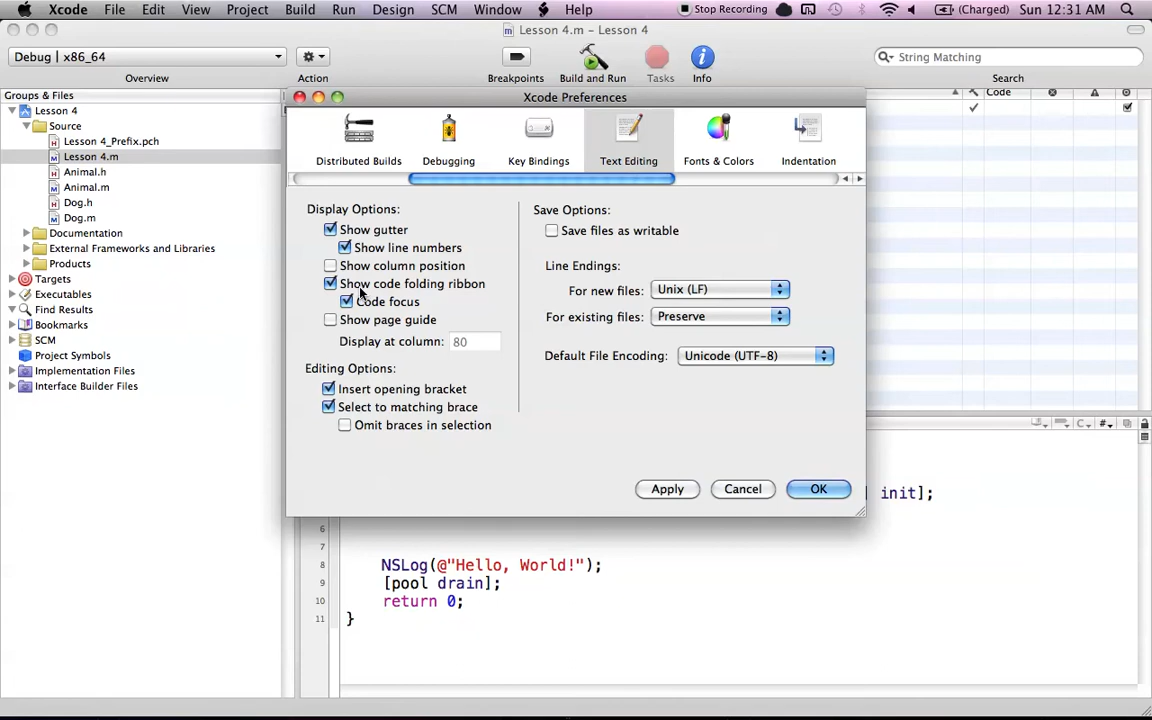 Xcode File Edit View Project Build Run Design SCM Window Help Stop Recording (Charged) Sun 12:31 AM
Lesson 4.m - Lesson 4
Debug | x86_64 String Matching
Overview Action Breakpoints Build and Run Tasks Info Search
Groups & Files
Code
Lesson 4
Source
Lesson 4_Prefix.pch
Lesson 4.m
Animal.h
Animal.m
Dog.h
Dog.m
Documentation
External Frameworks and Libraries
Products
Targets
Executables
Find Results
Bookmarks
SCM
Project Symbols
Implementation Files
Interface Builder Files
Xcode Preferences
Distributed Builds Debugging Key Bindings Text Editing Fonts & Colors Indentation
Display Options:
Show gutter
Show line numbers
Show column position
Show code folding ribbon
Code focus
Show page guide
Display at column: 80
Editing Options:
Insert opening bracket
Select to matching brace
Omit braces in selection
Save Options:
Save files as writable
Line Endings:
For new files: Unix (LF)
For existing files: Preserve
Default File Encoding: Unicode (UTF-8)
Apply Cancel OK
init];
6
7
8 NSLog(@"Hello, World!");
9 [pool drain];
10 return 0;
11 }